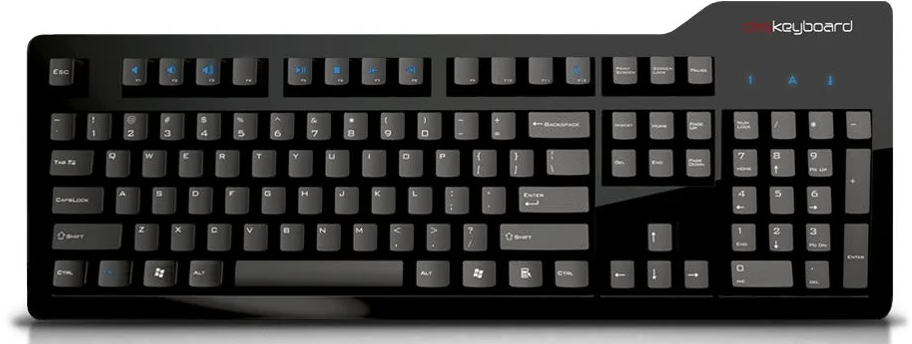 daskeyboard
Esc F1 F2 F3 F4 F5 F6 F7 F8 F9 F10 F11 F12 Print Screen Scroll Lock Pause
1 A
~ ` ! 1 @ 2 # 3 $ 4 % 5 ^ 6 & 7 * 8 ( 9 ) 0 _ - + = ← Backspace Insert Home Page Up Num Lock / * -
Tab Q W E R T Y U I O P { [ } ] | \ Del End Page Down 7 Home 8 ↑ 9 Pg Up +
CapsLock A S D F G H J K L : ; " ' Enter 4 ← 5 6 →
Shift Z X C V B N M < , > . ? / Shift ↑ 1 End 2 ↓ 3 Pg Dn Enter
Ctrl Alt Alt Ctrl ← ↓ → 0 Ins . Del